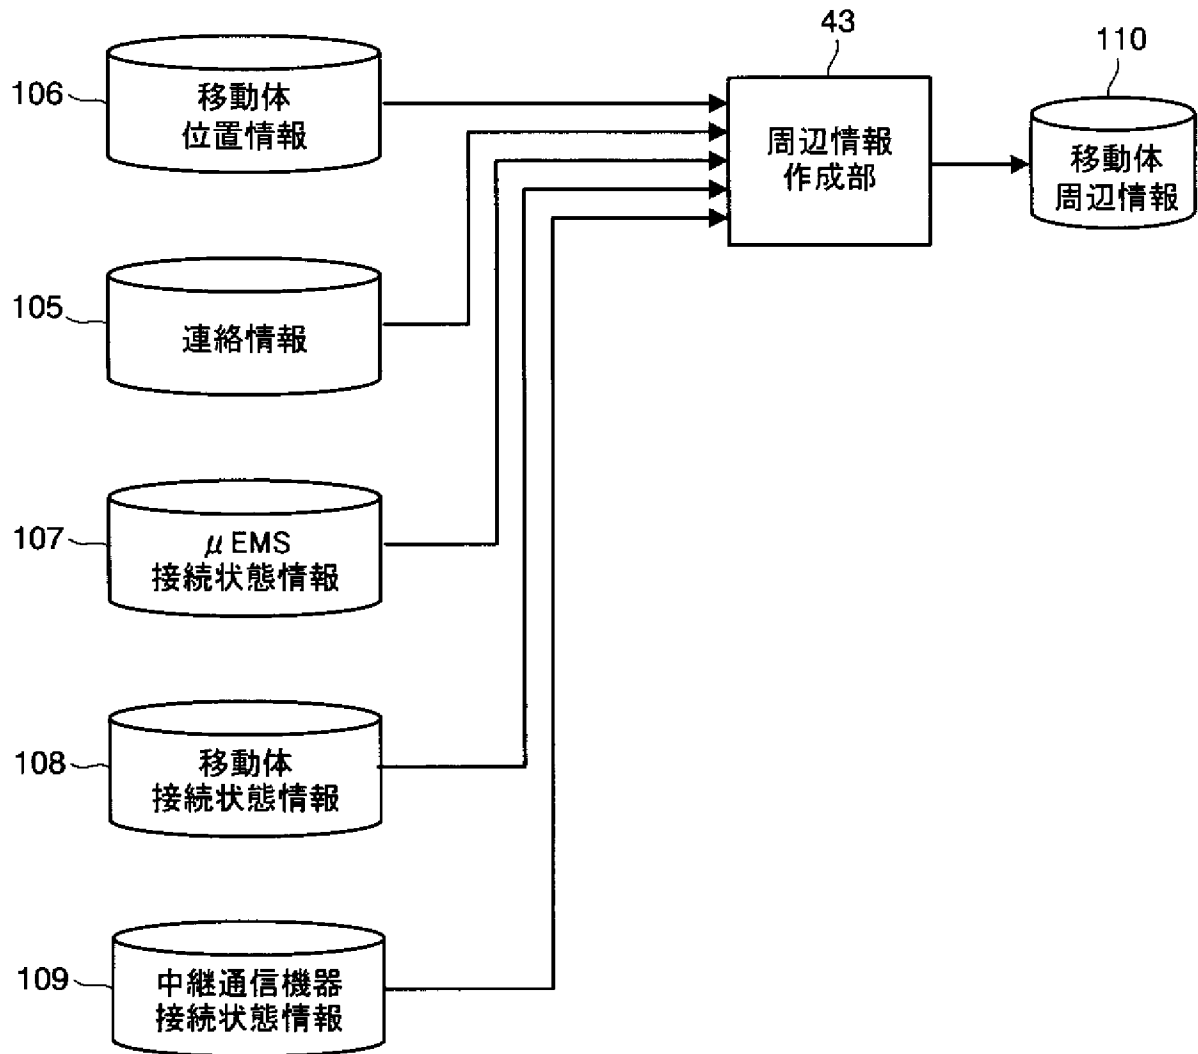 43
110
106
移動体
位置情報
周辺情報
作成部
移動体
周辺情報
105
連絡情報
107
μEMS
接続状態情報
108
移動体
接続状態情報
109
中継通信機器
接続状態情報